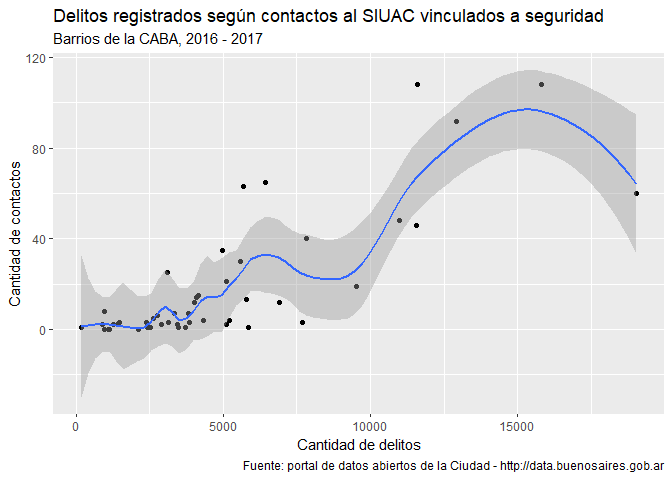 Delitos registrados según contactos al SIUAC vinculados a seguridad
Barrios de la CABA, 2016 - 2017
120
80
40
0
Cantidad de contactos
0 5000 10000 15000
Cantidad de delitos
Fuente: portal de datos abiertos de la Ciudad - http://data.buenosaires.gob.ar